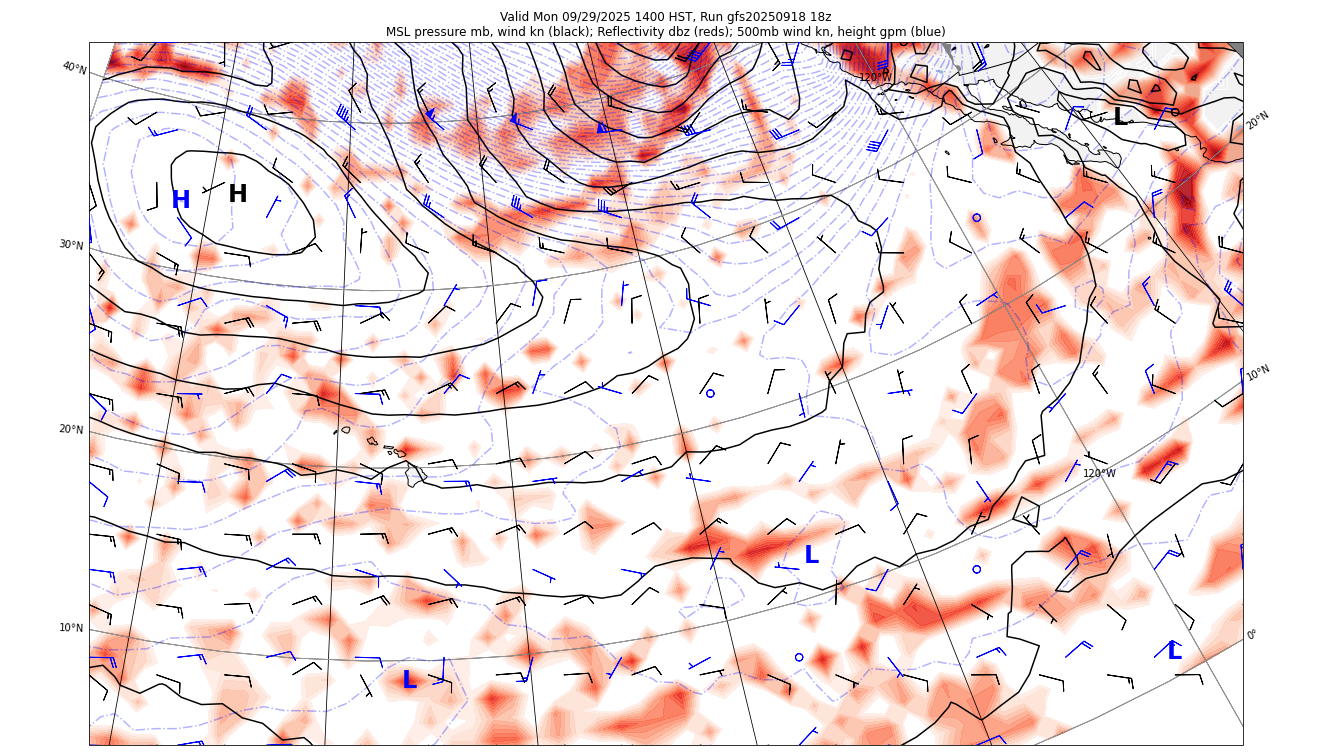 Valid Mon 09/29/2025 1400 HST, Run gfs20250918 18z
MSL pressure mb, wind kn (black); Reflectivity dbz (reds); 500mb wind kn, height gpm (blue)
40°N
120°W
L
20°N
H H
30°N
10°N
20°N
120°W
L
10°N
0°
L
L